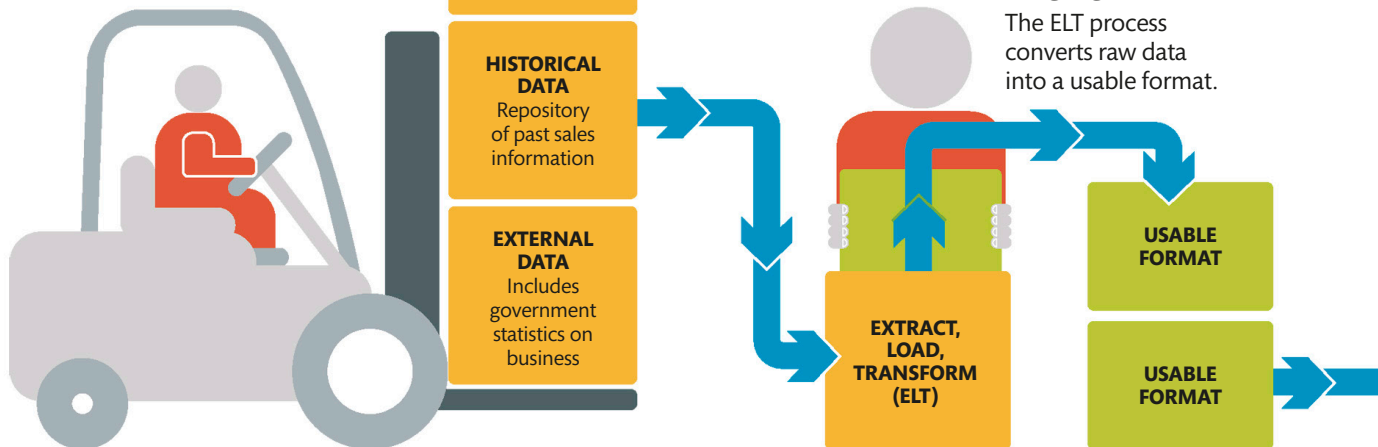 The ELT process
converts raw data
into a usable format.
HISTORICAL
DATA
Repository
of past sales
information
EXTERNAL
DATA
Includes
government
statistics on
business
EXTRACT,
LOAD,
TRANSFORM
(ELT)
USABLE
FORMAT
USABLE
FORMAT